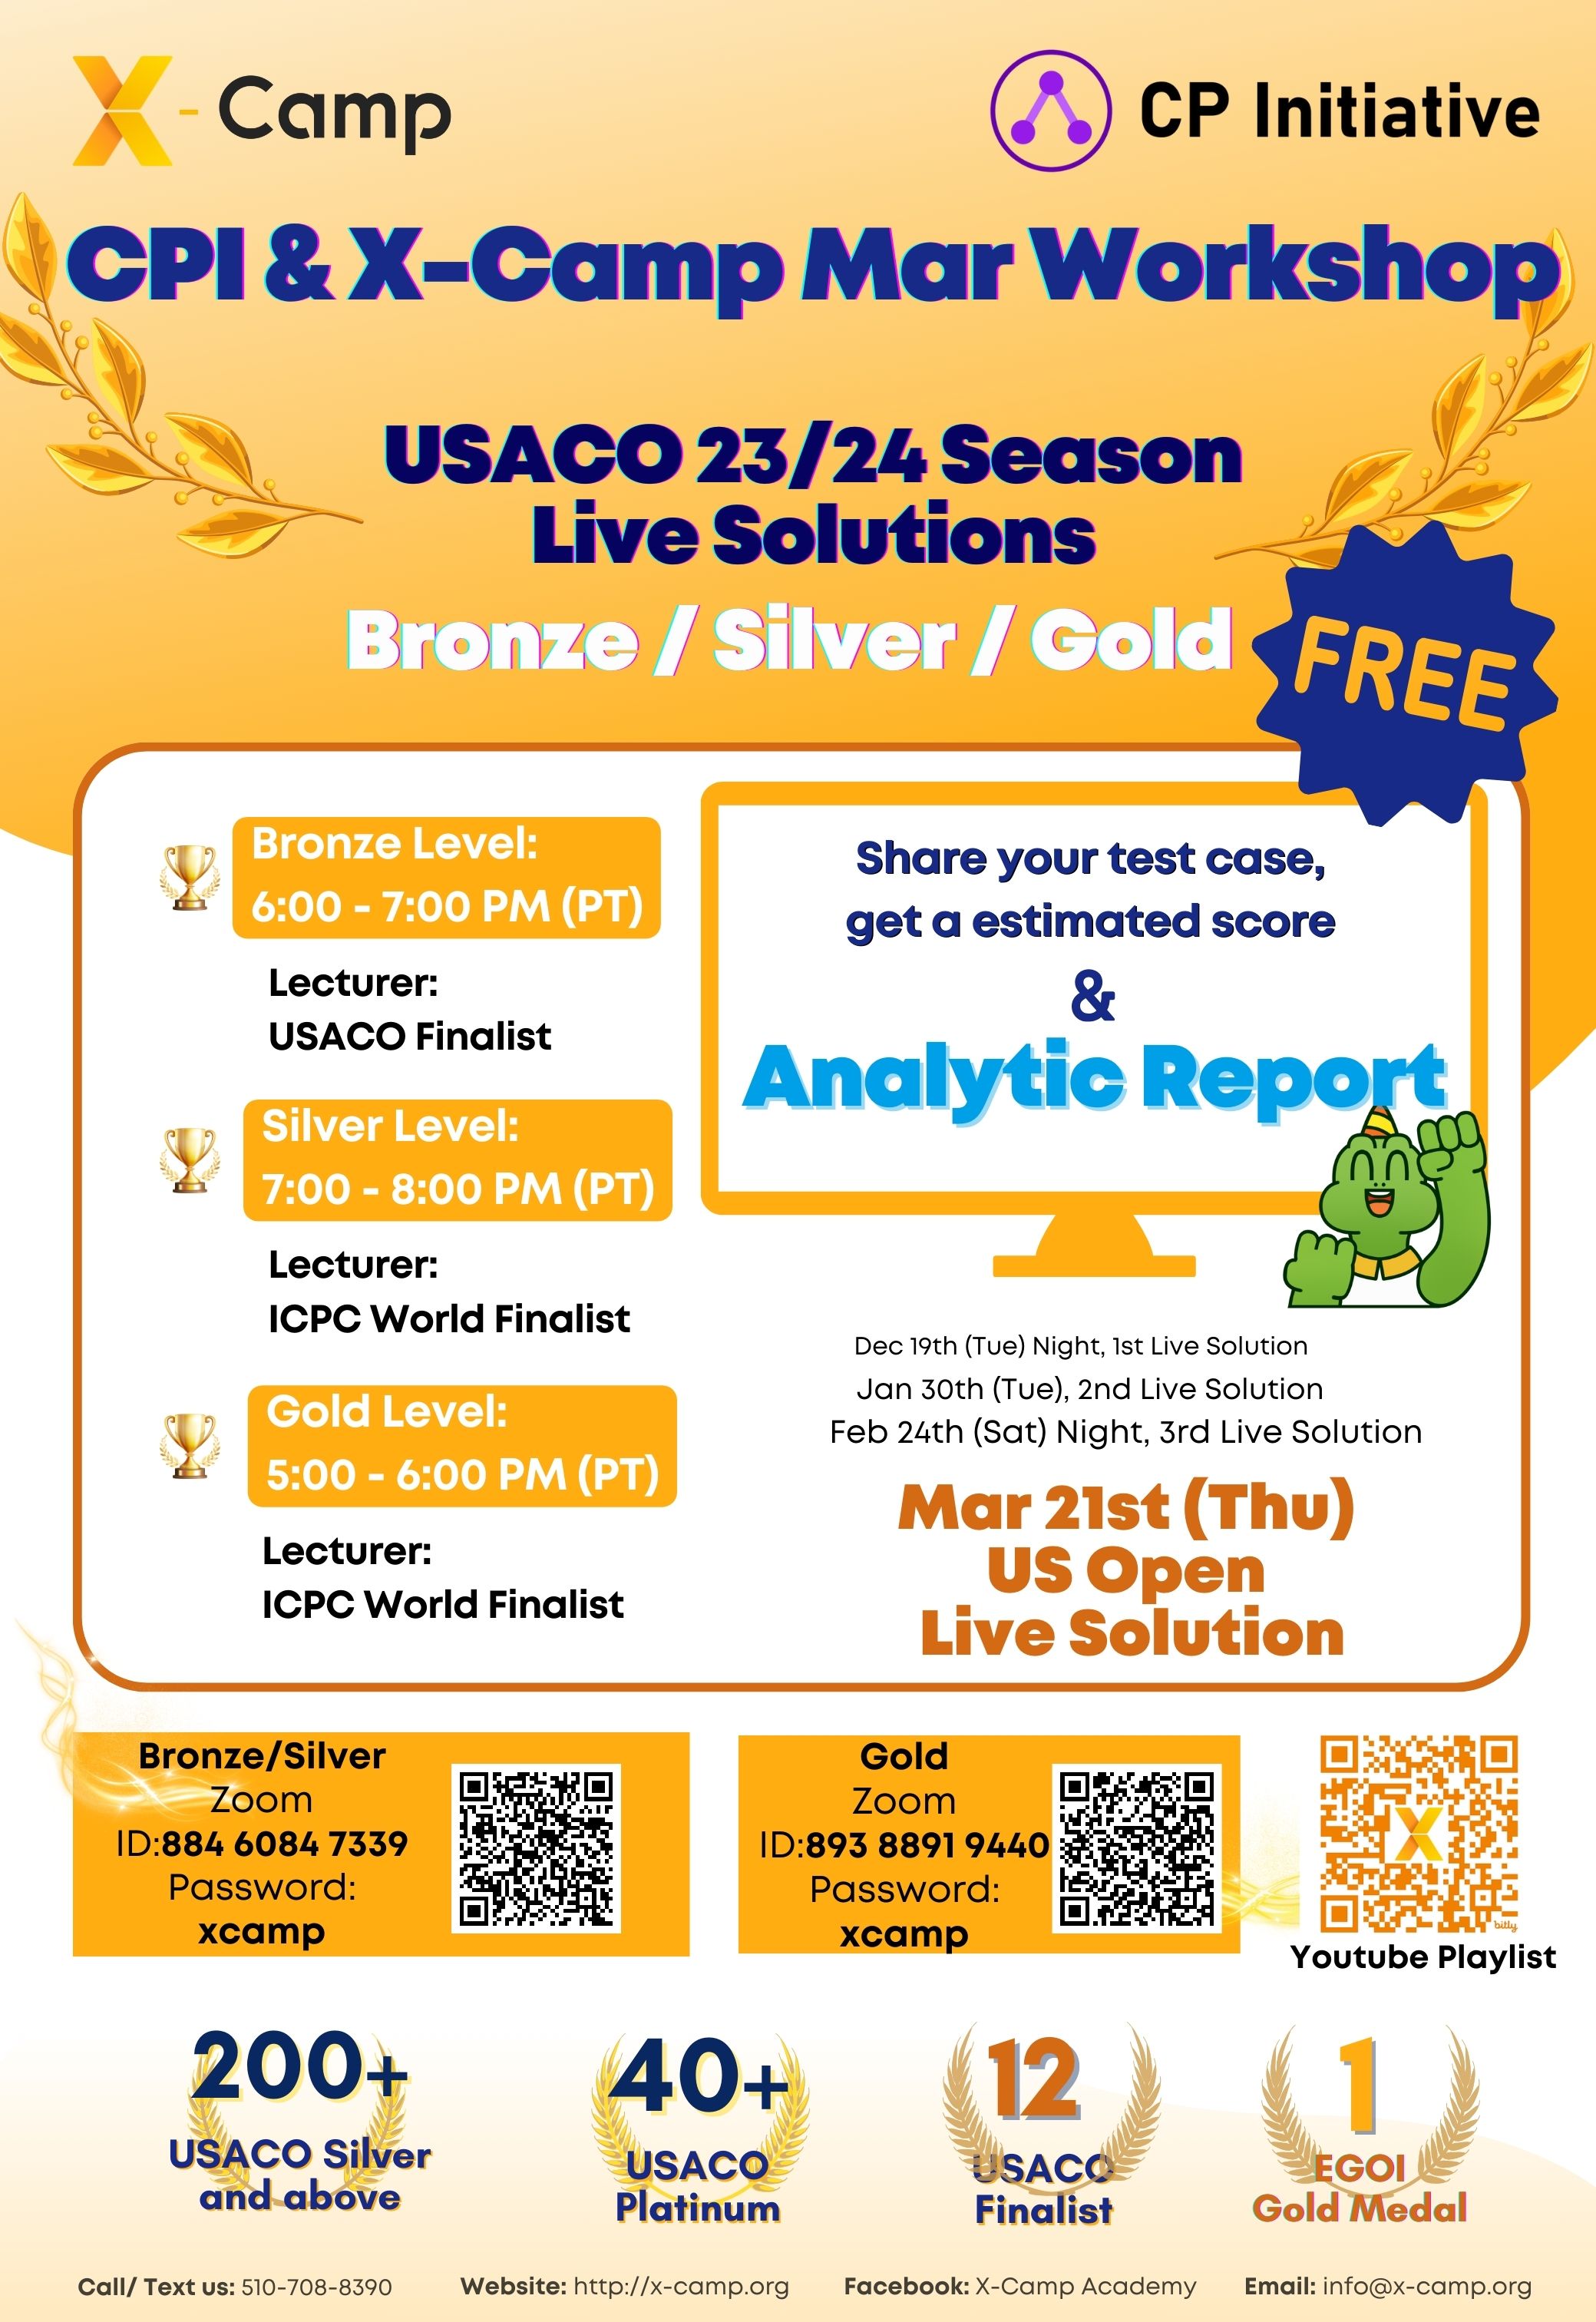 X - Camp
CP Initiative
CPI & X-Camp Mar Workshop
USACO 23/24 Season
Live Solutions
Bronze / Silver / Gold
FREE
Bronze Level:
6:00 - 7:00 PM (PT)
Lecturer:
USACO Finalist
Silver Level:
7:00 - 8:00 PM (PT)
Lecturer:
ICPC World Finalist
Gold Level:
5:00 - 6:00 PM (PT)
Lecturer:
ICPC World Finalist
Share your test case,
get a estimated score
&
Analytic Report
Dec 19th (Tue) Night, 1st Live Solution
Jan 30th (Tue), 2nd Live Solution
Feb 24th (Sat) Night, 3rd Live Solution
Mar 21st (Thu)
US Open
Live Solution
Bronze/Silver
Zoom
ID:884 6084 7339
Password:
xcamp
Gold
Zoom
ID:893 8891 9440
Password:
xcamp
X
bitly
Youtube Playlist
200+
USACO Silver
and above
40+
USACO
Platinum
12
USACO
Finalist
1
EGOI
Gold Medal
Call/ Text us: 510-708-8390
Website: http://x-camp.org
Facebook: X-Camp Academy
Email: info@x-camp.org